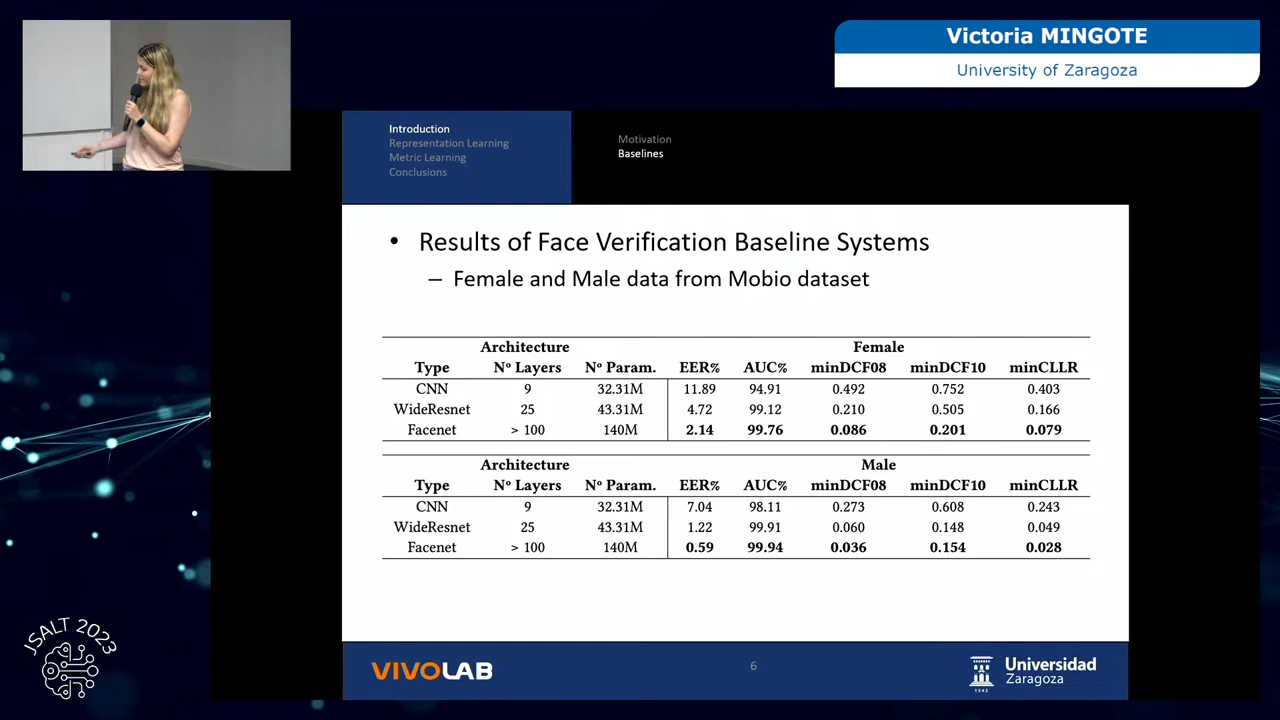 Victoria MINGOTE
University of Zaragoza
Introduction
Representation Learning
Metric Learning
Conclusions
Motivation
Baselines
• Results of Face Verification Baseline Systems
– Female and Male data from Mobio dataset
Architecture Female
Type Nº Layers Nº Param. EER% AUC% minDCF08 minDCF10 minCLLR
CNN 9 32.31M 11.89 94.91 0.492 0.752 0.403
WideResnet 25 43.31M 4.72 99.12 0.210 0.505 0.166
Facenet > 100 140M 2.14 99.76 0.086 0.201 0.079
Architecture Male
Type Nº Layers Nº Param. EER% AUC% minDCF08 minDCF10 minCLLR
CNN 9 32.31M 7.04 98.11 0.273 0.608 0.243
WideResnet 25 43.31M 1.22 99.91 0.060 0.148 0.049
Facenet > 100 140M 0.59 99.94 0.036 0.154 0.028
JSALT 2023
VIVOLAB
6
1542
Universidad
Zaragoza